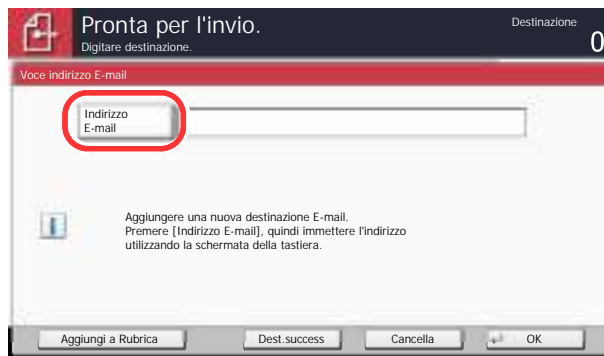 Pronta per l'invio.
Destinazione
Digitare destinazione.
0
Voce indirizzo E-mail
Indirizzo
E-mail
Aggiungere una nuova destinazione E-mail.
Premere [Indirizzo E-mail], quindi immettere l'indirizzo
utilizzando la schermata della tastiera.
Aggiungi a Rubrica
Dest.success
Cancella
OK